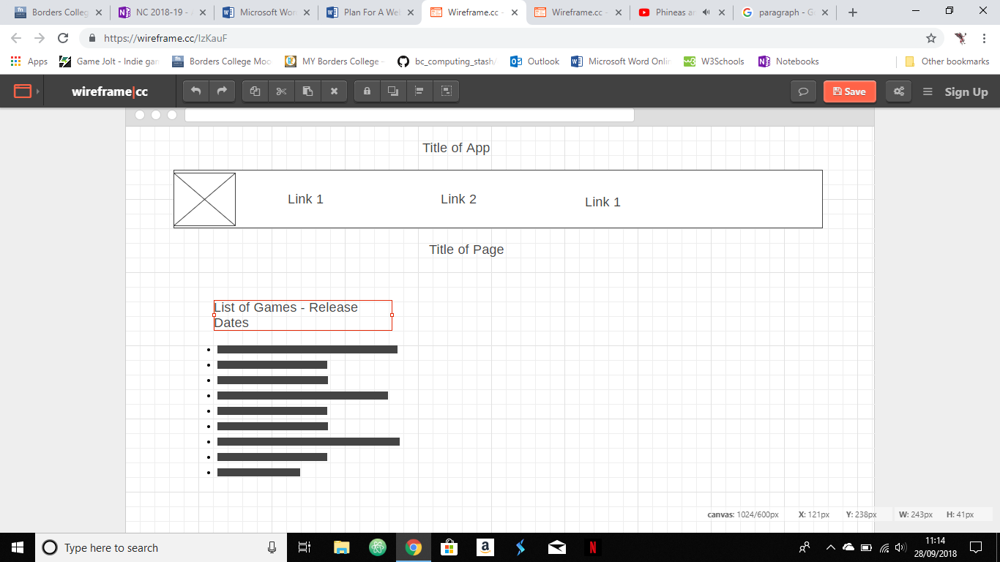 Borders Colleg
NC 2018-19 -
Microsoft Wor
Plan For A Wel
Wireframe.cc -
Wireframe.cc -
Phineas an
paragraph - G
https://wireframe.cc/IzKauF
Apps
Game Jolt - Indie gam
Borders College Moo
MY Borders College -
bc_computing_stash/
Outlook
Microsoft Word Onlin
W3Schools
Notebooks
Other bookmarks
wireframe|cc
Save
Sign Up
Title of App
Link 1
Link 2
Link 1
Title of Page
List of Games - Release
Dates
canvas: 1024/600px X: 121px Y: 238px W: 243px H: 41px
Type here to search
11:14
28/09/2018